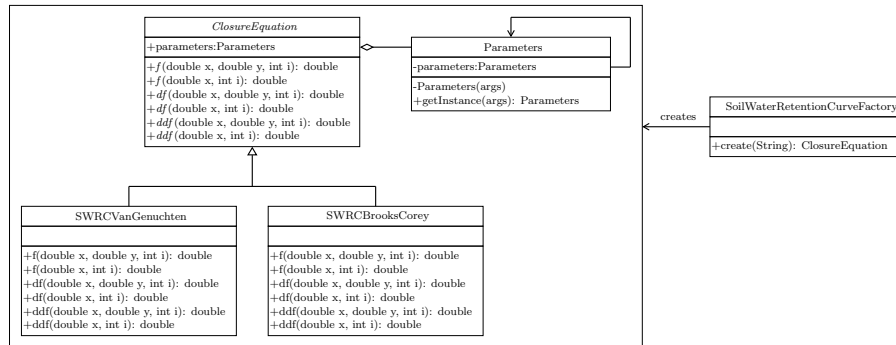 ClosureEquation
+parameters:Parameters
+f(double x, double y, int i): double
+f(double x, int i): double
+df(double x, double y, int i): double
+df(double x, int i): double
+ddf(double x, double y, int i): double
+ddf(double x, int i): double
Parameters
-parameters:Parameters
-Parameters(args)
+getInstance(args): Parameters
creates
SoilWaterRetentionCurveFactory
+create(String): ClosureEquation
SWRCVanGenuchten
+f(double x, double y, int i): double
+f(double x, int i): double
+df(double x, double y, int i): double
+df(double x, int i): double
+ddf(double x, double y, int i): double
+ddf(double x, int i): double
SWRCBrooksCorey
+f(double x, double y, int i): double
+f(double x, int i): double
+df(double x, double y, int i): double
+df(double x, int i): double
+ddf(double x, double y, int i): double
+ddf(double x, int i): double